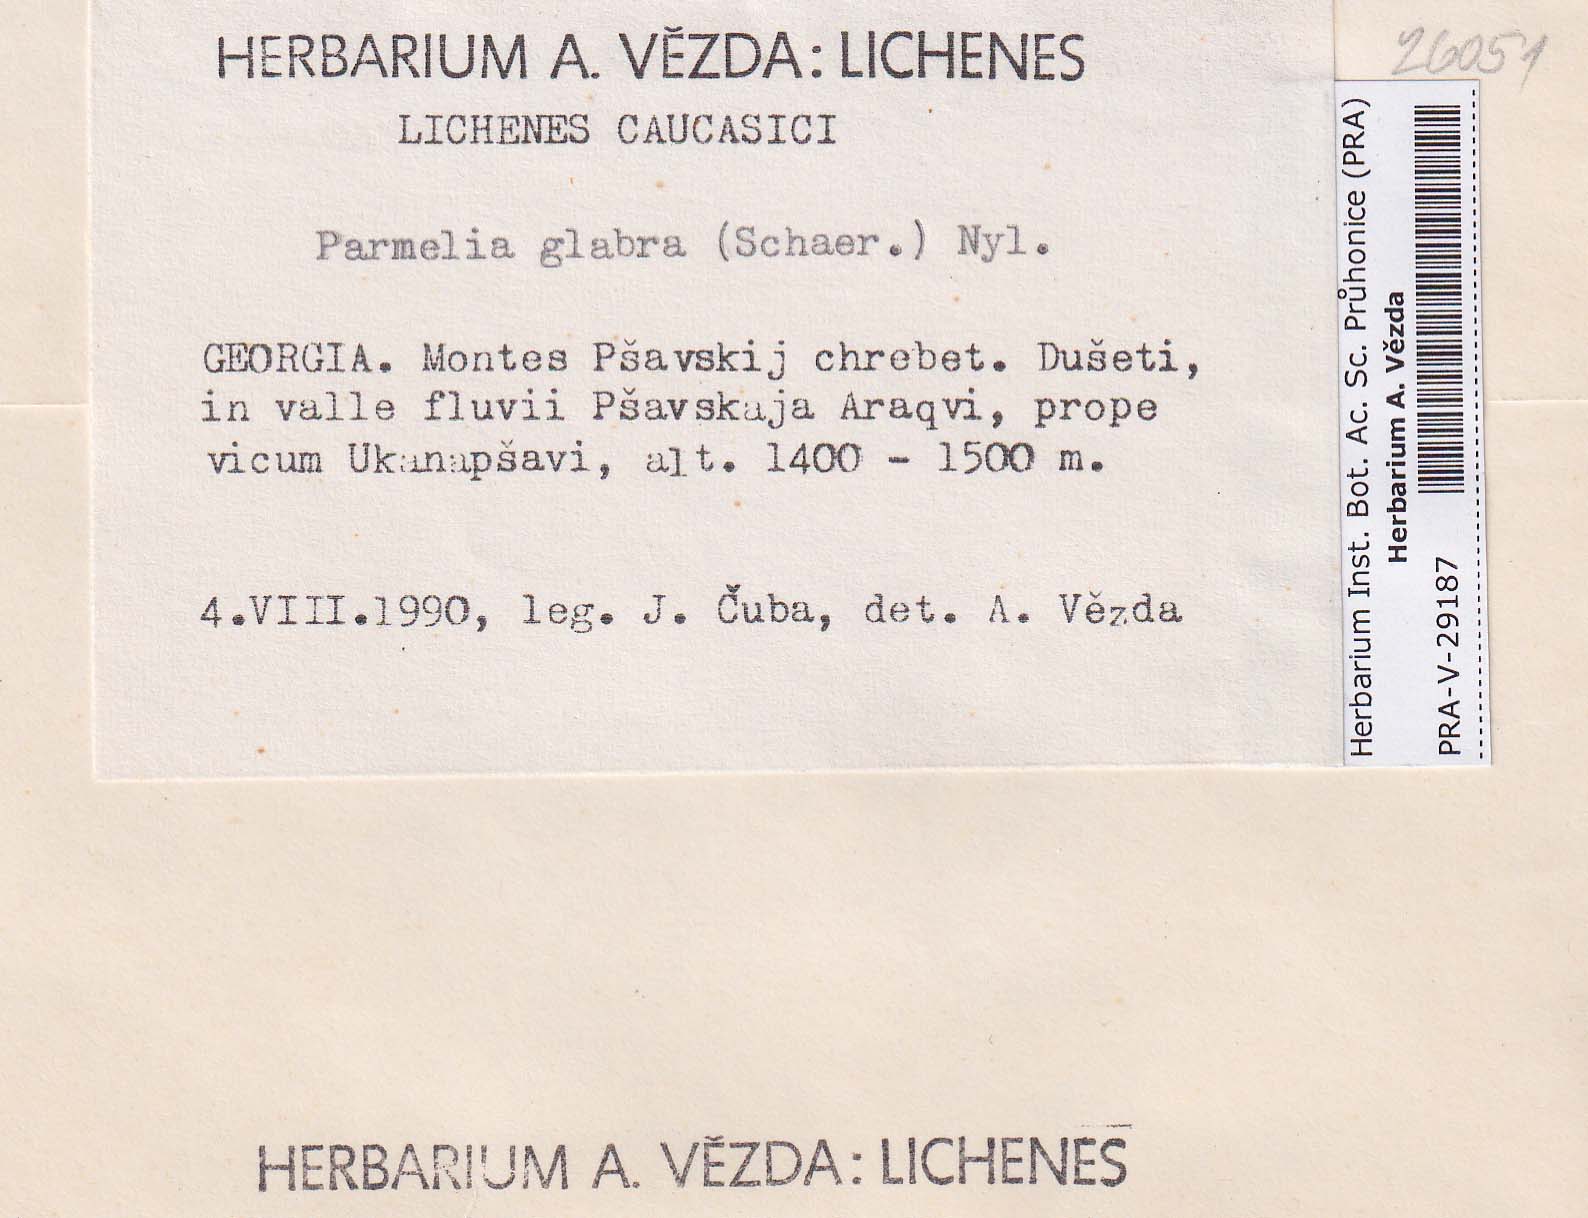 HERBARIUM A. VĚZDA: LICHENES
26051
LICHENES CAUCASICI
Parmelia glabra (Schaer.) Nyl.
GEORGIA. Montes Pšavskij chrebet. Dušeti,
in valle fluvii Pšavskaja Araqvi, prope
vicum Ukanapšavi, alt. 1400 - 1500 m.
4.VIII.1990, leg. J. Čuba, det. A. Vězda
Herbarium Inst. Bot. Ac. Sc. Průhonice (PRA)
Herbarium A. Vězda
PRA-V-29187
HERBARIUM A. VĚZDA: LICHENES